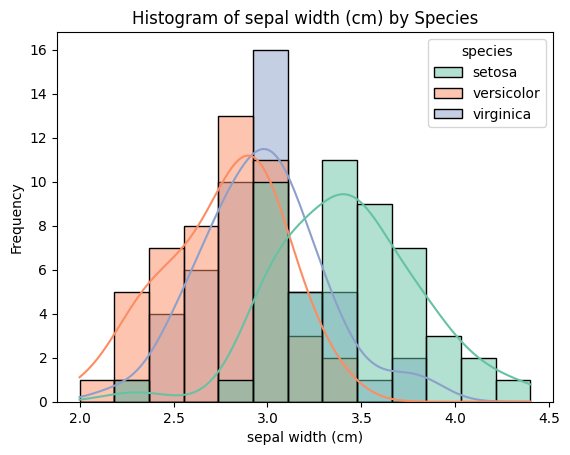 Histogram of sepal width (cm) by Species
species
setosa
versicolor
virginica
Frequency
16
14
12
10
8
6
4
2
0
2.0 2.5 3.0 3.5 4.0 4.5
sepal width (cm)